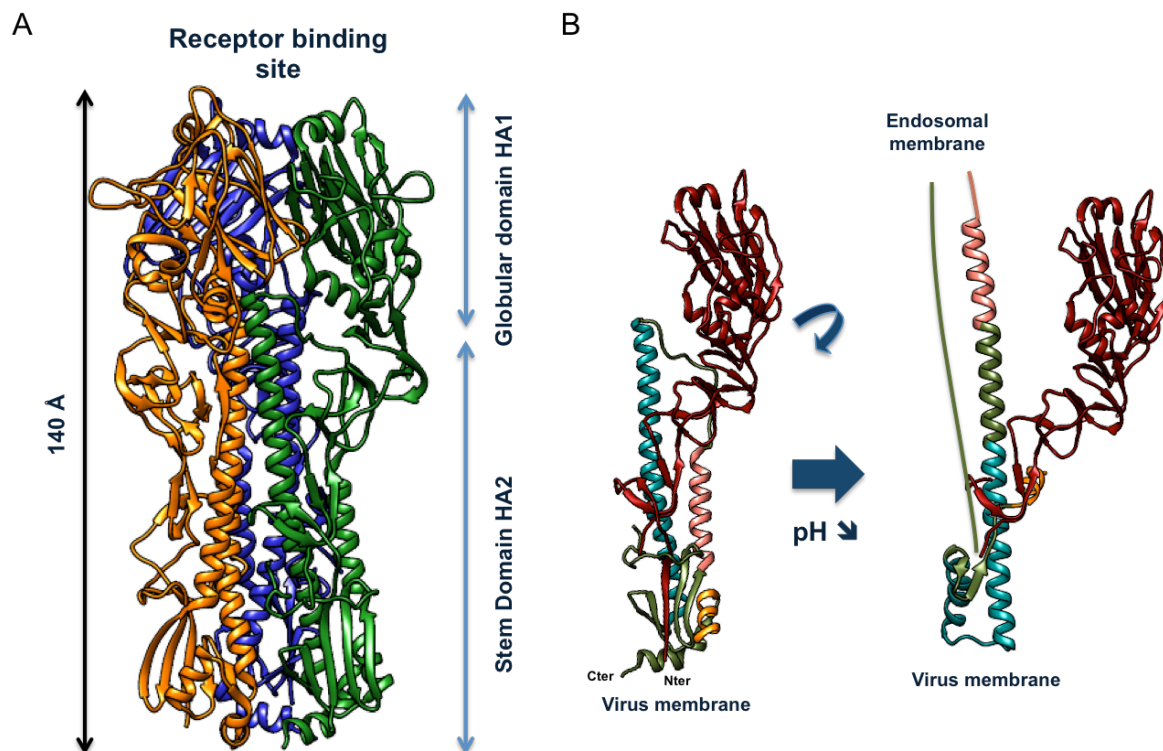 A
Receptor binding
site
140 Å
Globular domain HA1
Stem Domain HA2
B
Endosomal
membrane
pH ↘
Cter
Nter
Virus membrane
Virus membrane